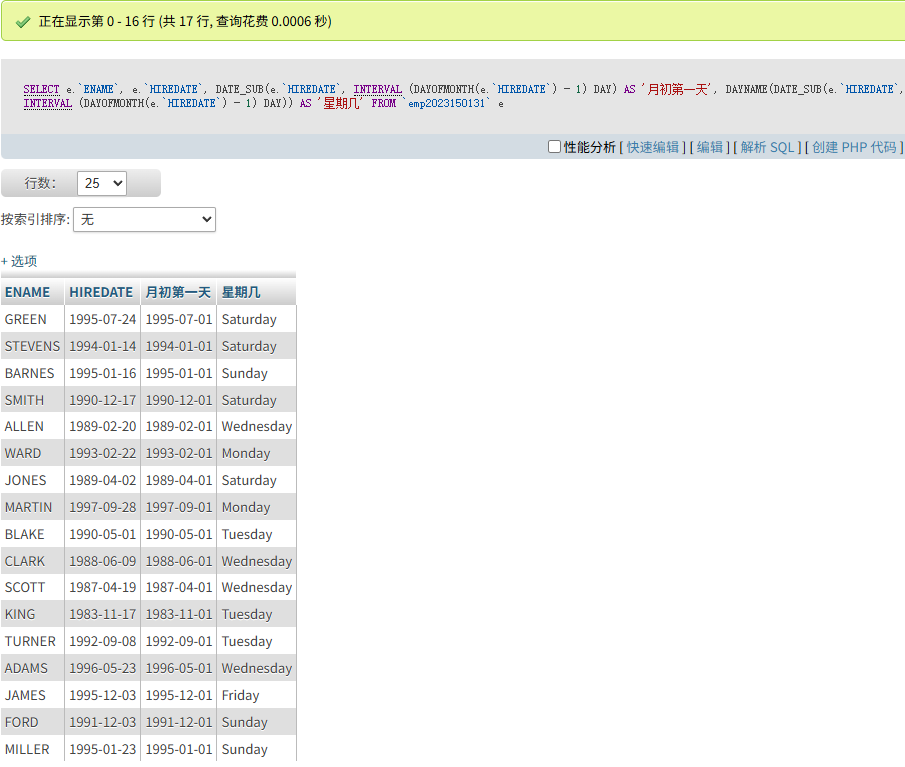 正在显示第 0 - 16 行 (共 17 行, 查询花费 0.0006 秒)
SELECT e.`ENAME`, e.`HIREDATE`, DATE_SUB(e.`HIREDATE`, INTERVAL (DAYOFMONTH(e.`HIREDATE`) - 1) DAY) AS '月初第一天', DAYNAME(DATE_SUB(e.`HIREDATE`,
INTERVAL (DAYOFMONTH(e.`HIREDATE`) - 1) DAY)) AS '星期几' FROM `emp2023150131` e
性能分析 [ 快速编辑 ] [ 编辑 ] [ 解析 SQL ] [ 创建 PHP 代码 ]
行数: 25
按索引排序: 无
+ 选项
ENAME HIREDATE 月初第一天 星期几
GREEN 1995-07-24 1995-07-01 Saturday
STEVENS 1994-01-14 1994-01-01 Saturday
BARNES 1995-01-16 1995-01-01 Sunday
SMITH 1990-12-17 1990-12-01 Saturday
ALLEN 1989-02-20 1989-02-01 Wednesday
WARD 1993-02-22 1993-02-01 Monday
JONES 1989-04-02 1989-04-01 Saturday
MARTIN 1997-09-28 1997-09-01 Monday
BLAKE 1990-05-01 1990-05-01 Tuesday
CLARK 1988-06-09 1988-06-01 Wednesday
SCOTT 1987-04-19 1987-04-01 Wednesday
KING 1983-11-17 1983-11-01 Tuesday
TURNER 1992-09-08 1992-09-01 Tuesday
ADAMS 1996-05-23 1996-05-01 Wednesday
JAMES 1995-12-03 1995-12-01 Friday
FORD 1991-12-03 1991-12-01 Sunday
MILLER 1995-01-23 1995-01-01 Sunday